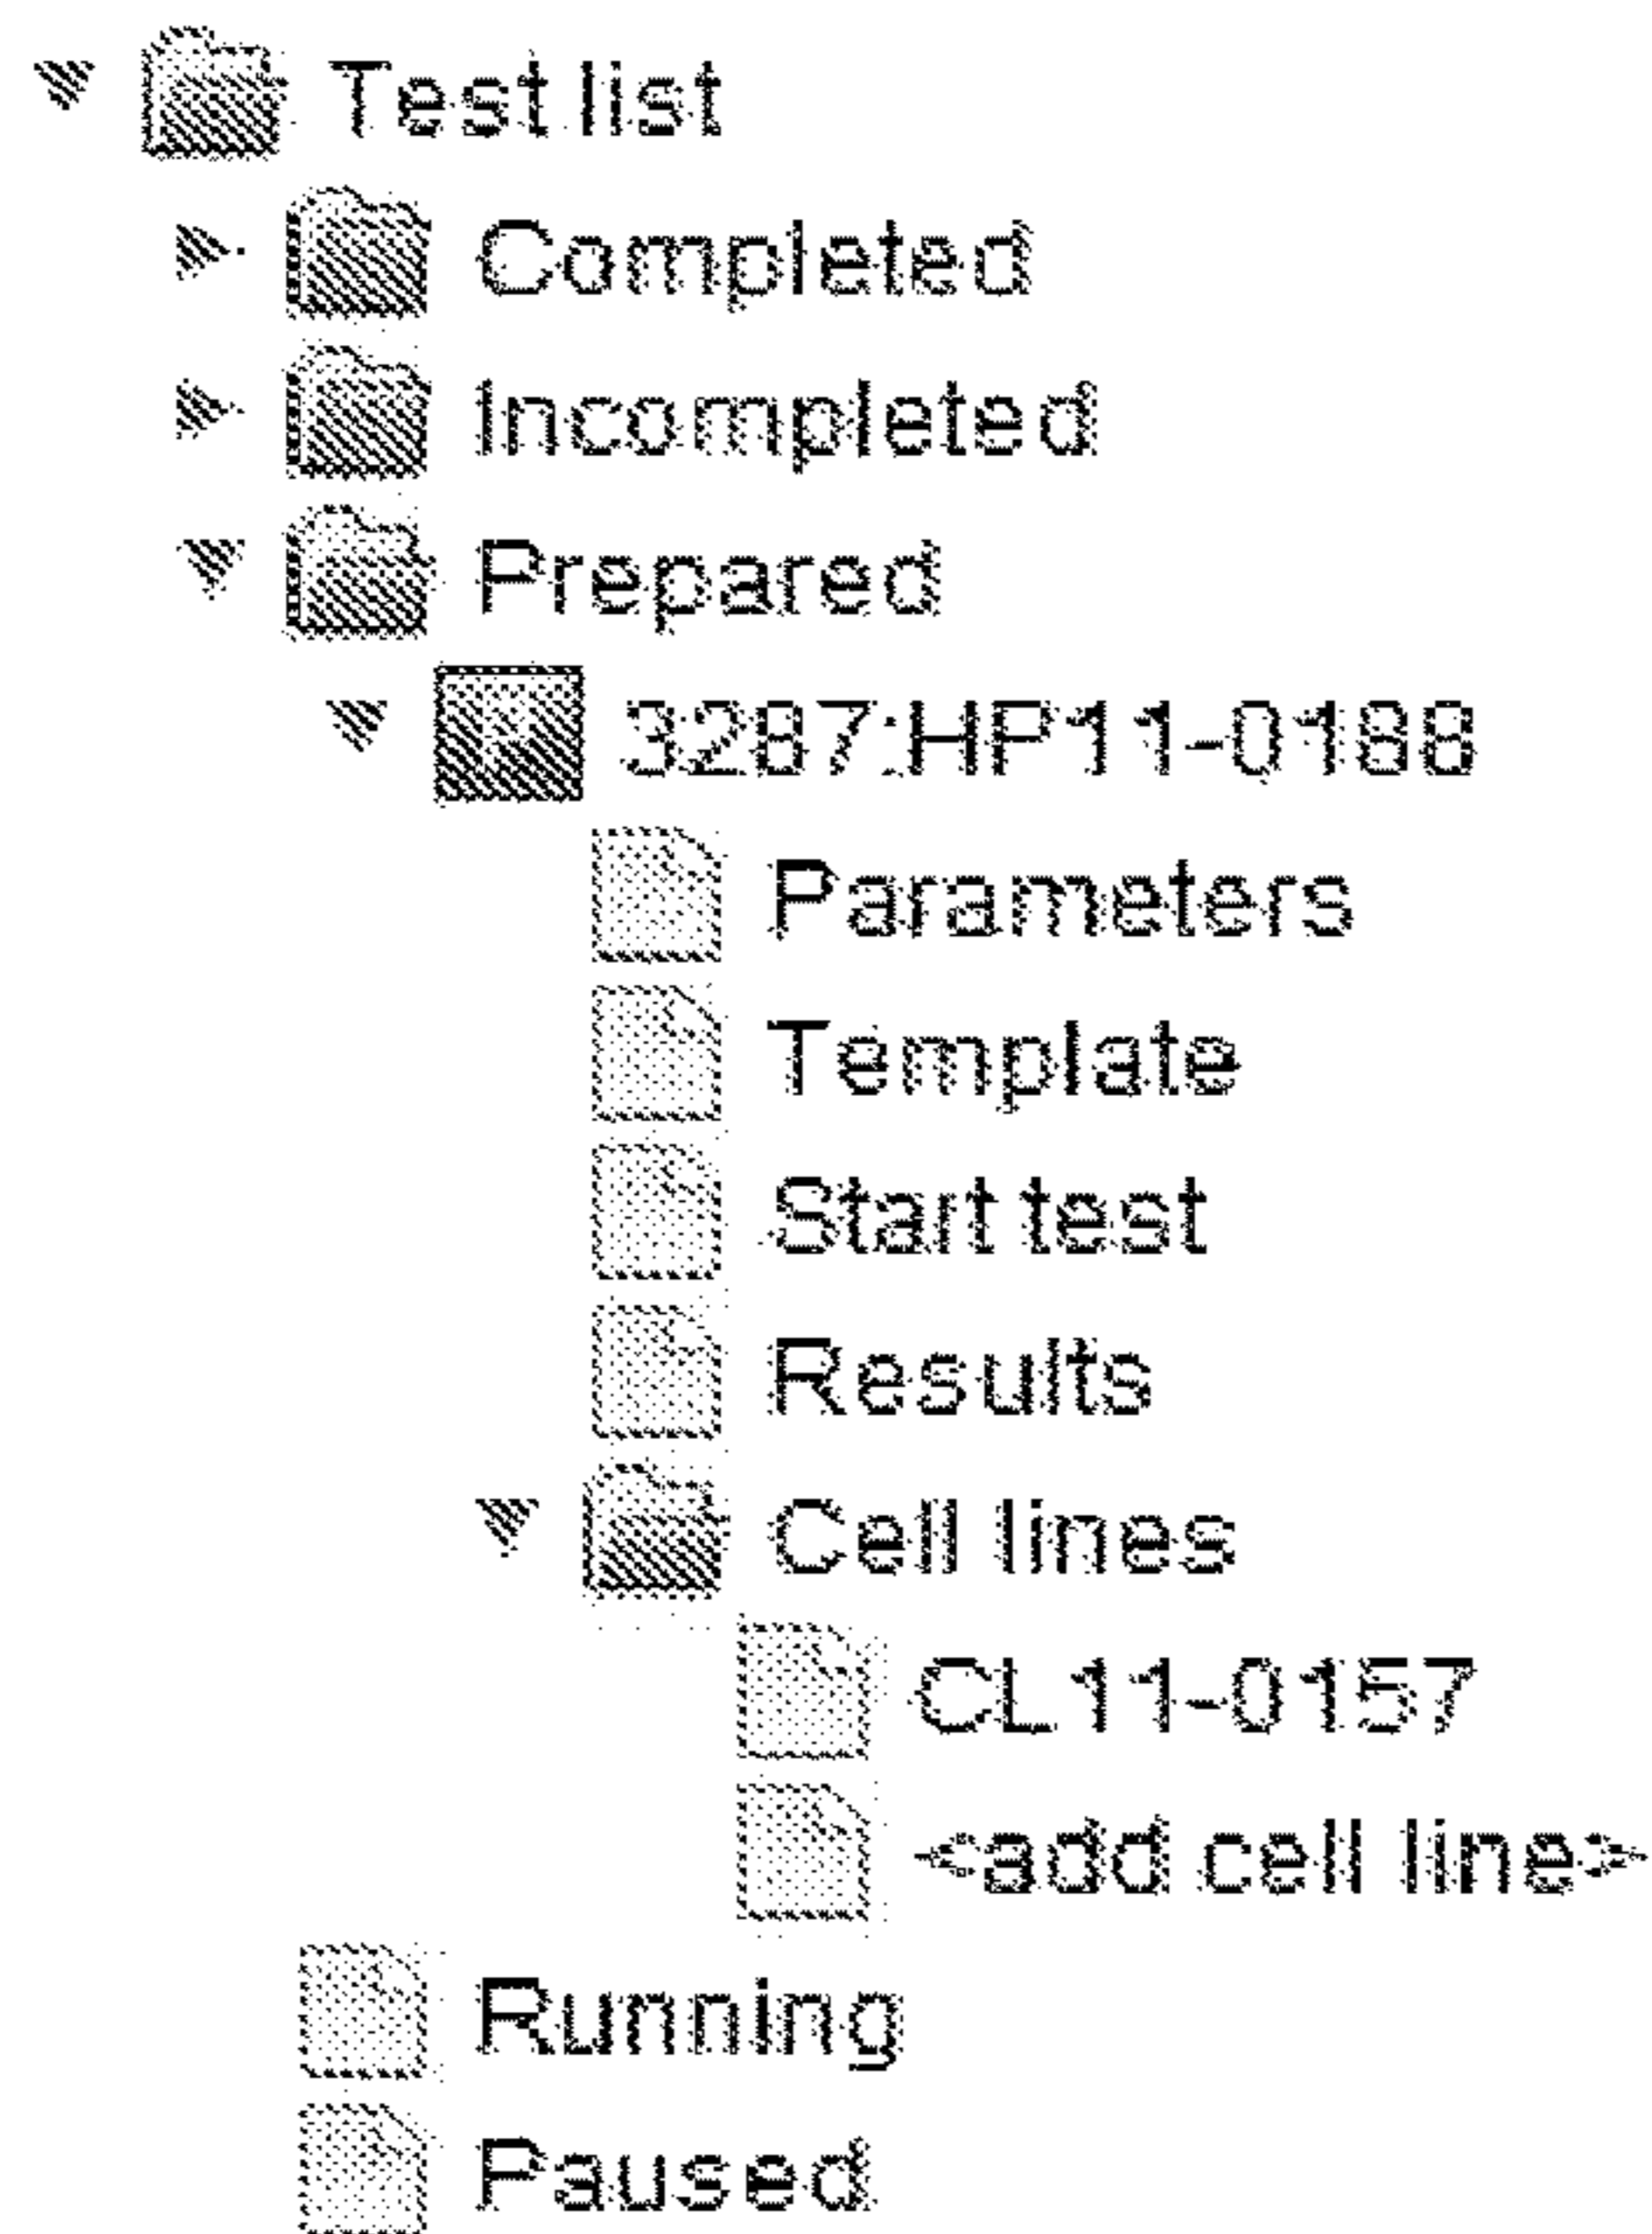 Test list
Completed
Incompleted
Prepared
3287:HP11-0188
Parameters
Template
Start test
Results
Cell lines
CL11-0157
<add cell line>
Running
Paused